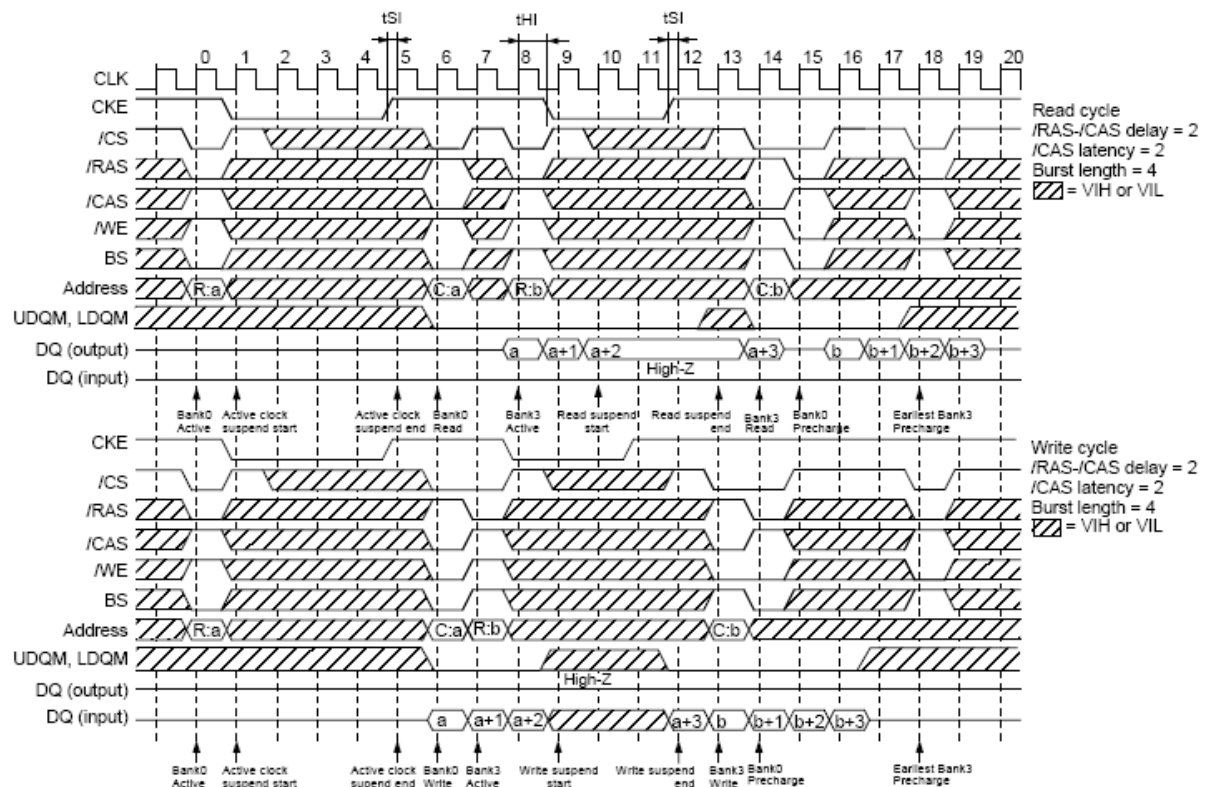 tSI tHI tSI
0 1 2 3 4 5 6 7 8 9 10 11 12 13 14 15 16 17 18 19 20
CLK
CKE
/CS
/RAS
/CAS
/WE
BS
Address R:a C:a R:b C:b
UDQM, LDQM
DQ (output) a a+1 a+2 a+3 b b+1 b+2 b+3
High-Z
DQ (input)
Bank0 Active
Active clock suspend start
Active clock suspend end
Bank0 Read
Bank3 Active
Read suspend start
Read suspend end
Bank3 Read
Bank0 Precharge
Earliest Bank3 Precharge
Read cycle
/RAS-/CAS delay = 2
/CAS latency = 2
Burst length = 4
= VIH or VIL
CKE
/CS
/RAS
/CAS
/WE
BS
Address R:a C:a R:b C:b
UDQM, LDQM
High-Z
DQ (output)
DQ (input) a a+1 a+2 a+3 b b+1 b+2 b+3
Bank0 Active
Active clock suspend start
Active clock supend end
Bank0 Write
Bank3 Active
Write suspend start
Write suspend end
Bank3 Write
Bank0 Precharge
Earliest Bank3 Precharge
Write cycle
/RAS-/CAS delay = 2
/CAS latency = 2
Burst length = 4
= VIH or VIL